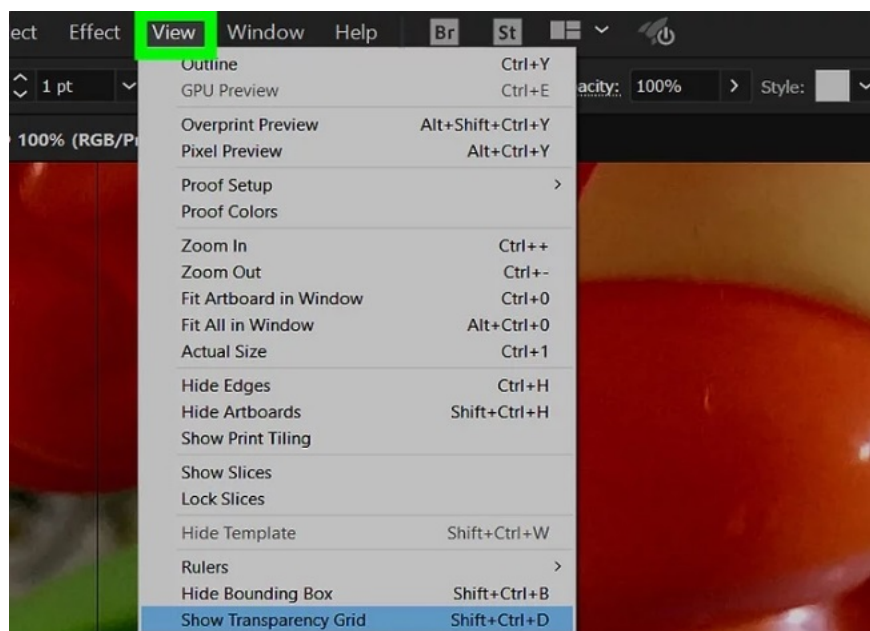 ect Effect View Window Help Br St
1 pt
acity: 100% Style:
100% (RGB/Pr
Outline Ctrl+Y
GPU Preview Ctrl+E
Overprint Preview Alt+Shift+Ctrl+Y
Pixel Preview Alt+Ctrl+Y
Proof Setup
Proof Colors
Zoom In Ctrl++
Zoom Out Ctrl+-
Fit Artboard in Window Ctrl+0
Fit All in Window Alt+Ctrl+0
Actual Size Ctrl+1
Hide Edges Ctrl+H
Hide Artboards Shift+Ctrl+H
Show Print Tiling
Show Slices
Lock Slices
Hide Template Shift+Ctrl+W
Rulers
Hide Bounding Box Shift+Ctrl+B
Show Transparency Grid Shift+Ctrl+D